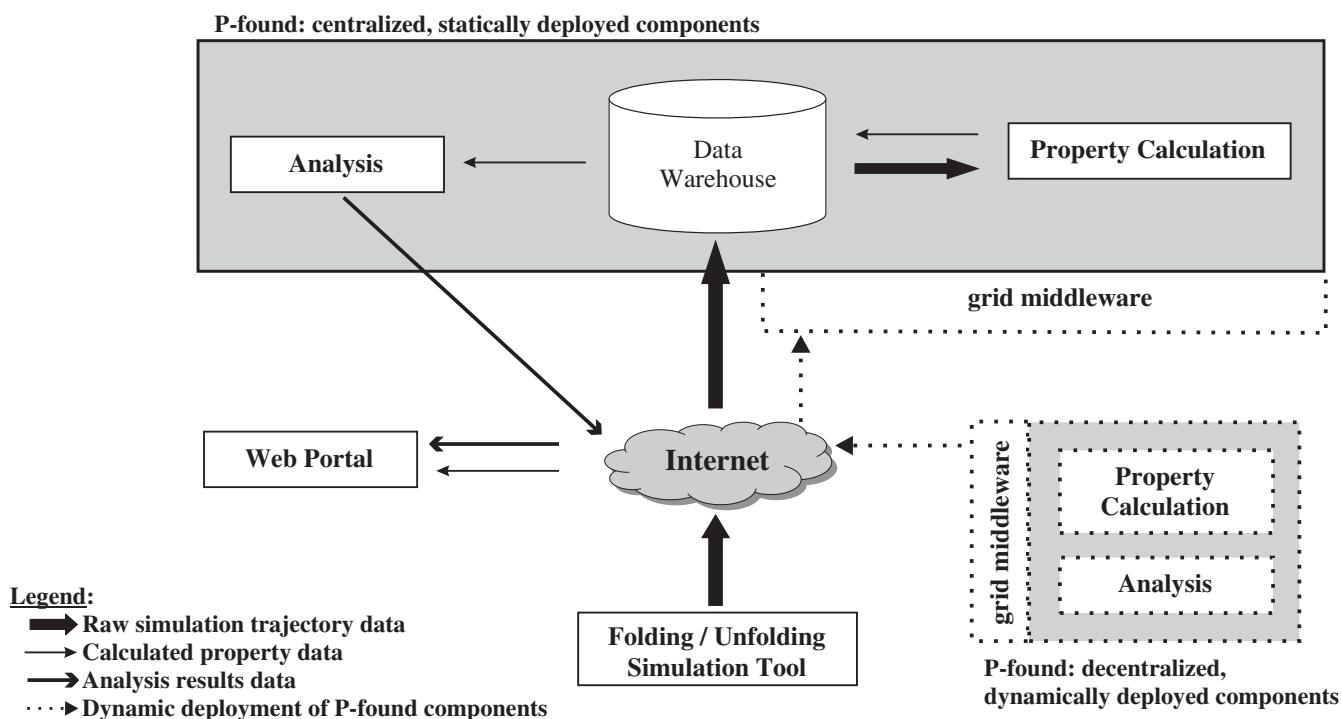 P-found: centralized, statically deployed components
Analysis
Data
Warehouse
Property Calculation
grid middleware
Web Portal
Internet
grid middleware
Property
Calculation
Analysis
Folding / Unfolding
Simulation Tool
P-found: decentralized,
dynamically deployed components
Legend:
Raw simulation trajectory data
Calculated property data
Analysis results data
Dynamic deployment of P-found components